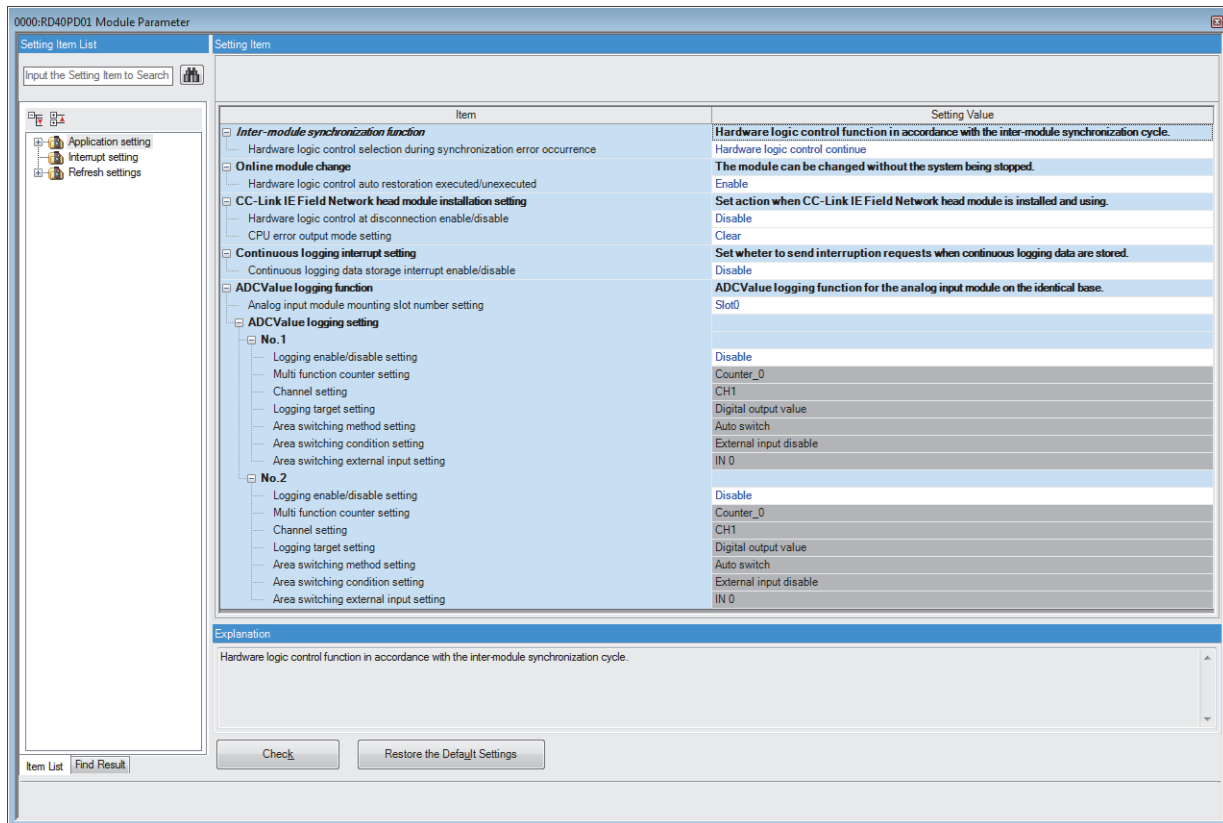 0000:RD40PD01 Module Parameter
Setting Item List
Input the Setting Item to Search
Application setting
Interrupt setting
Refresh settings
Item List
Find Result
Setting Item
Item Setting Value
Inter-module synchronization function Hardware logic control function in accordance with the inter-module synchronization cycle.
Hardware logic control selection during synchronization error occurrence Hardware logic control continue
Online module change The module can be changed without the system being stopped.
Hardware logic control auto restoration executed/unexecuted Enable
CC-Link IE Field Network head module installation setting Set action when CC-Link IE Field Network head module is installed and using.
Hardware logic control at disconnection enable/disable Disable
CPU error output mode setting Clear
Continuous logging interrupt setting Set wheter to send interruption requests when continuous logging data are stored.
Continuous logging data storage interrupt enable/disable Disable
ADCValue logging function ADCValue logging function for the analog input module on the identical base.
Analog input module mounting slot number setting Slot0
ADCValue logging setting
No.1
Logging enable/disable setting Disable
Multi function counter setting Counter_0
Channel setting CH1
Logging target setting Digital output value
Area switching method setting Auto switch
Area switching condition setting External input disable
Area switching external input setting IN 0
No.2
Logging enable/disable setting Disable
Multi function counter setting Counter_0
Channel setting CH1
Logging target setting Digital output value
Area switching method setting Auto switch
Area switching condition setting External input disable
Area switching external input setting IN 0
Explanation
Hardware logic control function in accordance with the inter-module synchronization cycle.
Check Restore the Default Settings